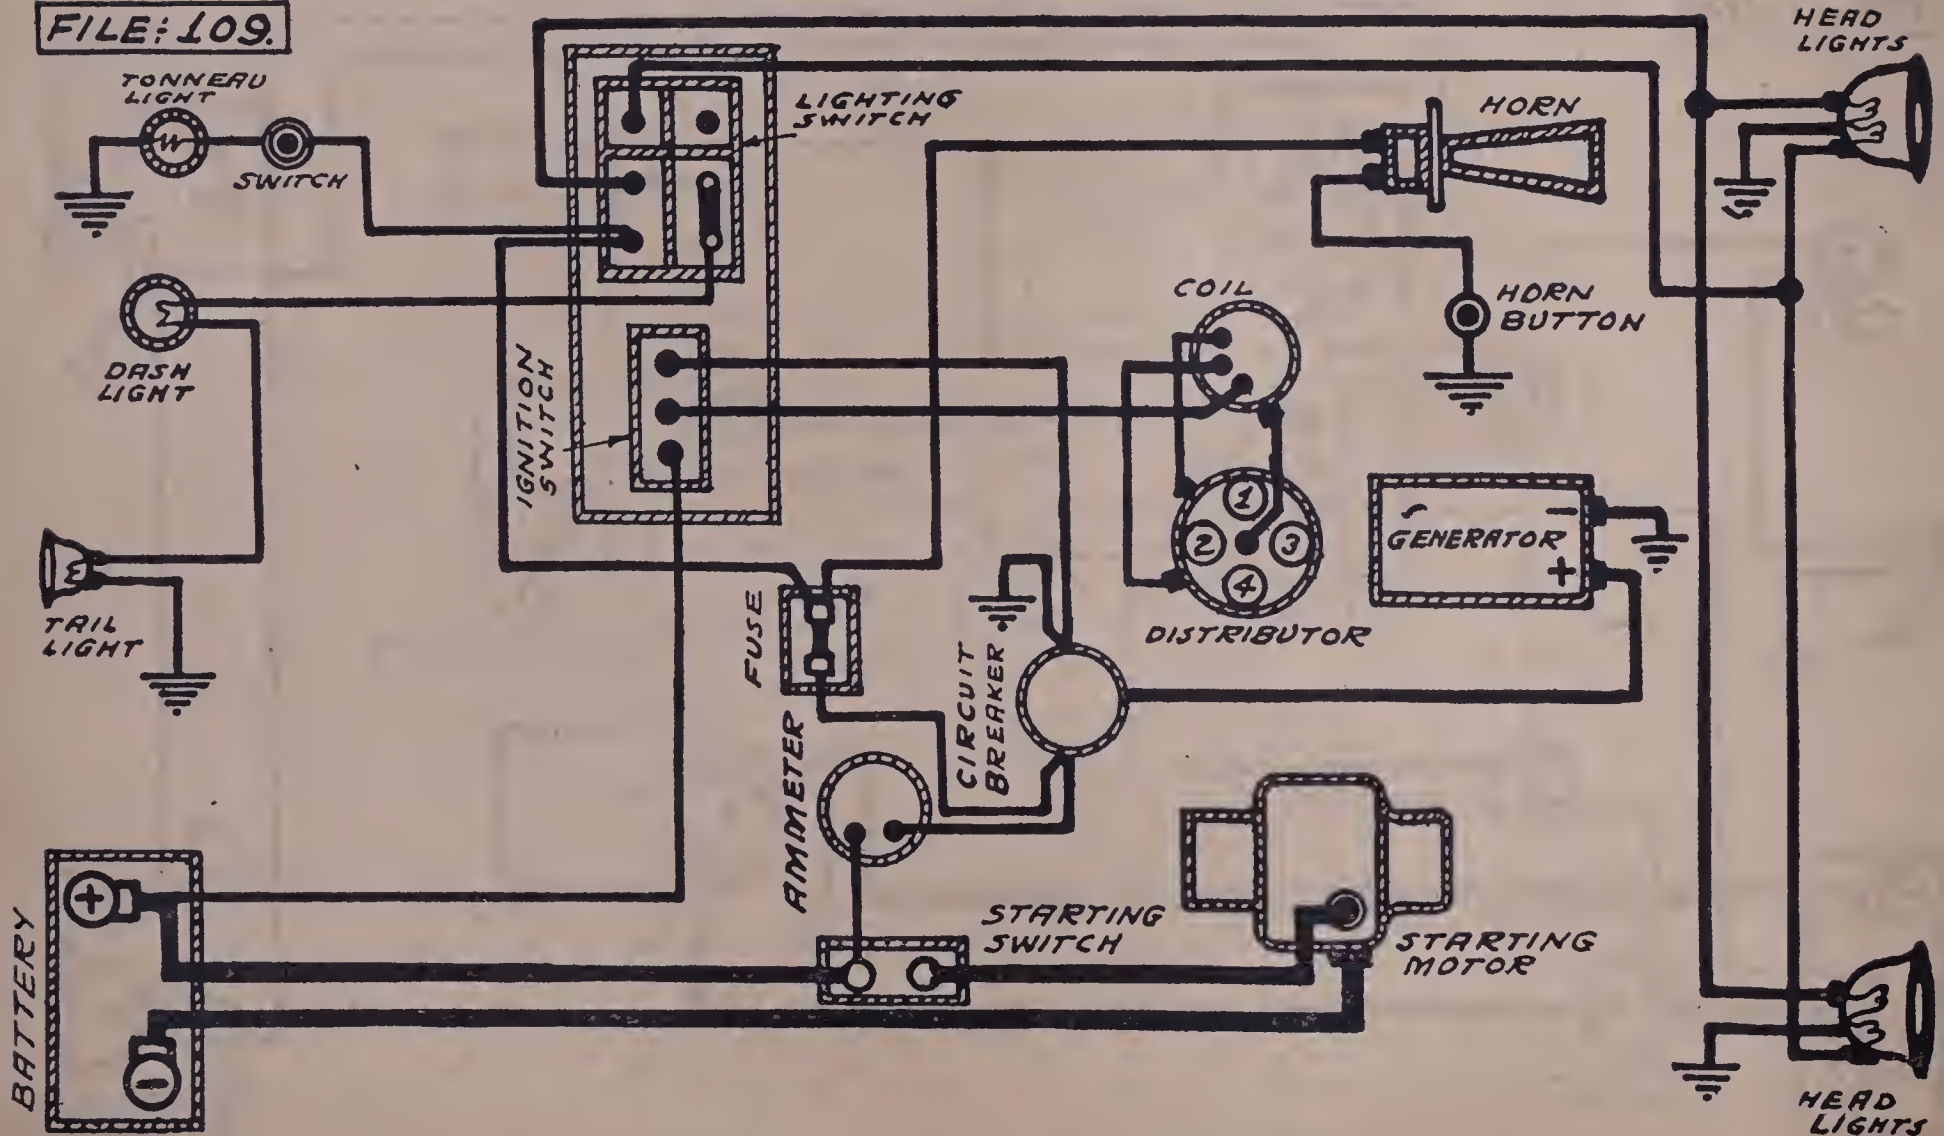 FILE: 109.
TONNEAU
LIGHT
SWITCH
DASH
LIGHT
TAIL
LIGHT
BATTERY
+
−
LIGHTING
SWITCH
IGNITION
SWITCH
FUSE
AMMETER
CIRCUIT
BREAKER
STARTING
SWITCH
COIL
1
2
3
4
DISTRIBUTOR
HORN
HORN
BUTTON
GENERATOR
−
+
STARTING
MOTOR
HEAD
LIGHTS
HEAD
LIGHTS